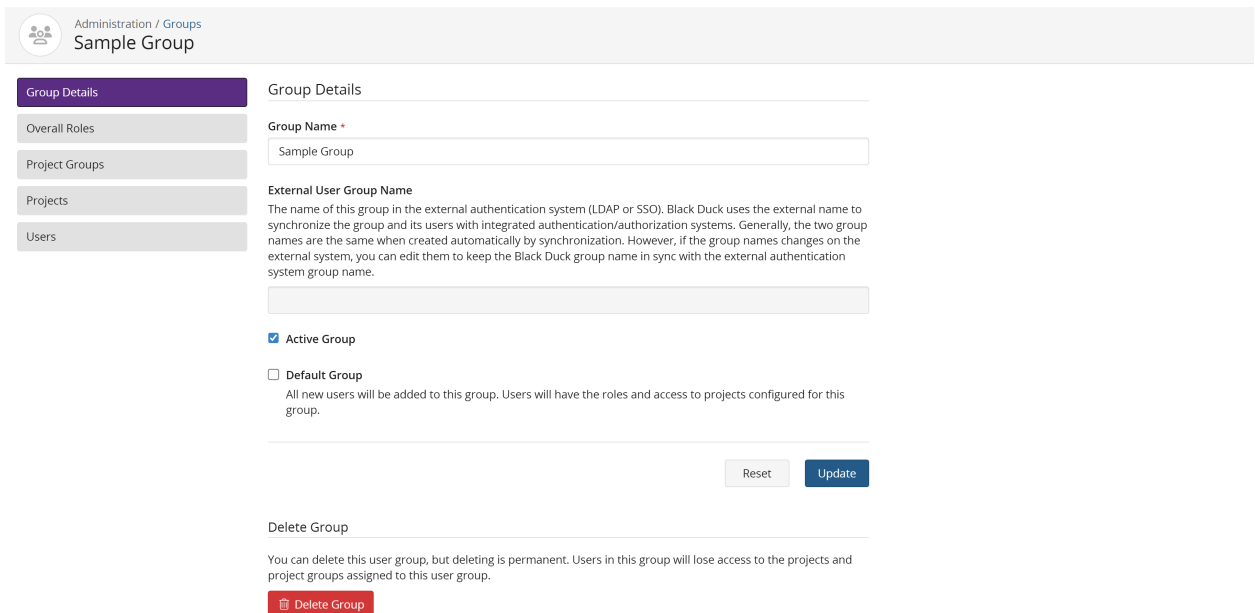 Administration / Groups
Sample Group
Group Details
Overall Roles
Project Groups
Projects
Users
Group Details
Group Name *
Sample Group
External User Group Name
The name of this group in the external authentication system (LDAP or SSO). Black Duck uses the external name to
synchronize the group and its users with integrated authentication/authorization systems. Generally, the two group
names are the same when created automatically by synchronization. However, if the group names changes on the
external system, you can edit them to keep the Black Duck group name in sync with the external authentication
system group name.
Active Group
Default Group
All new users will be added to this group. Users will have the roles and access to projects configured for this
group.
Reset
Update
Delete Group
You can delete this user group, but deleting is permanent. Users in this group will lose access to the projects and
project groups assigned to this user group.
Delete Group